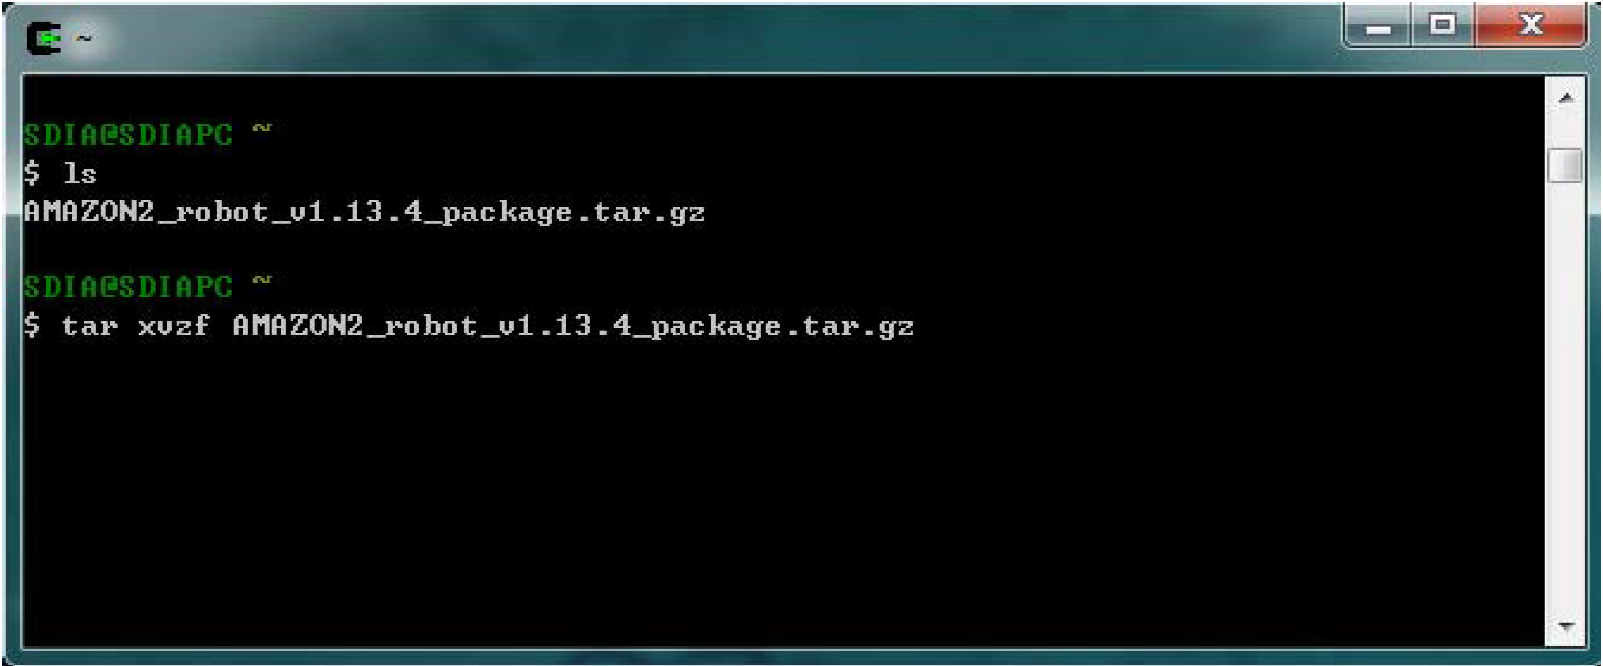 ~
SDIA@SDIAPC ~
$ ls
AMAZON2_robot_v1.13.4_package.tar.gz
SDIA@SDIAPC ~
$ tar xvzf AMAZON2_robot_v1.13.4_package.tar.gz